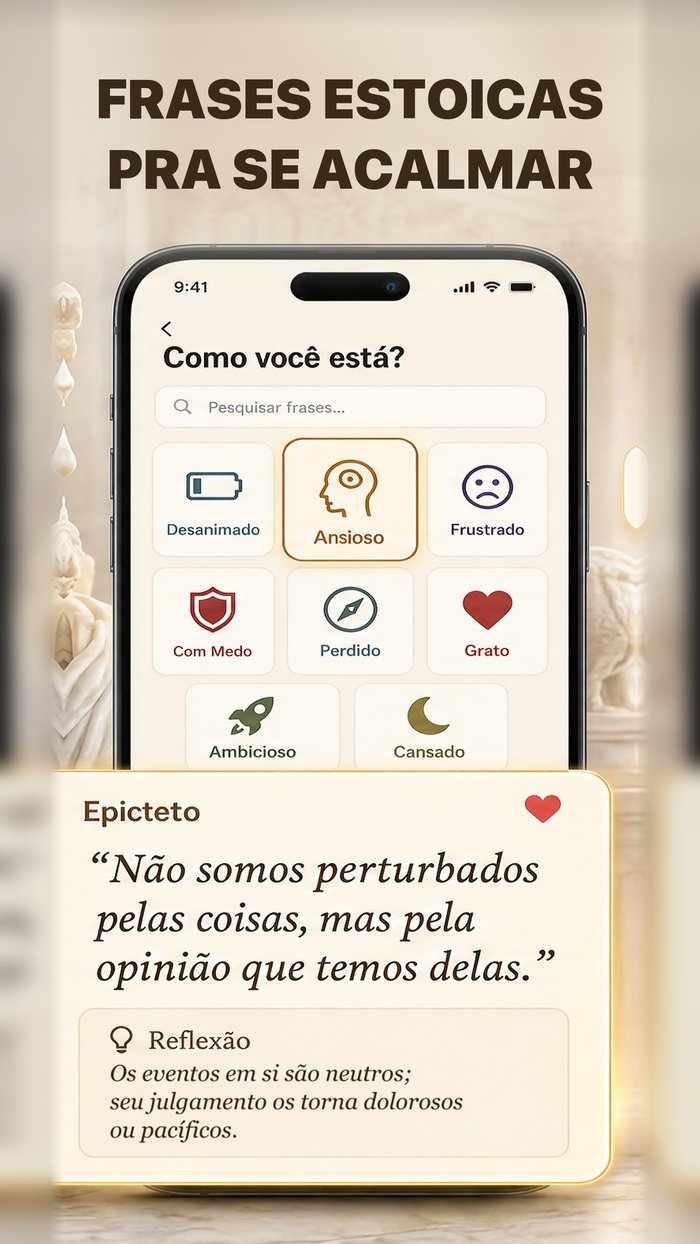 FRASES ESTOICAS
PRA SE ACALMAR
9:41
Como você está?
Pesquisar frases...
Desanimado
Ansioso
Frustrado
Com Medo
Perdido
Grato
Ambicioso
Cansado
Epicteto
“Não somos perturbados
pelas coisas, mas pela
opinião que temos delas.”
Reflexão
Os eventos em si são neutros;
seu julgamento os torna dolorosos
ou pacíficos.